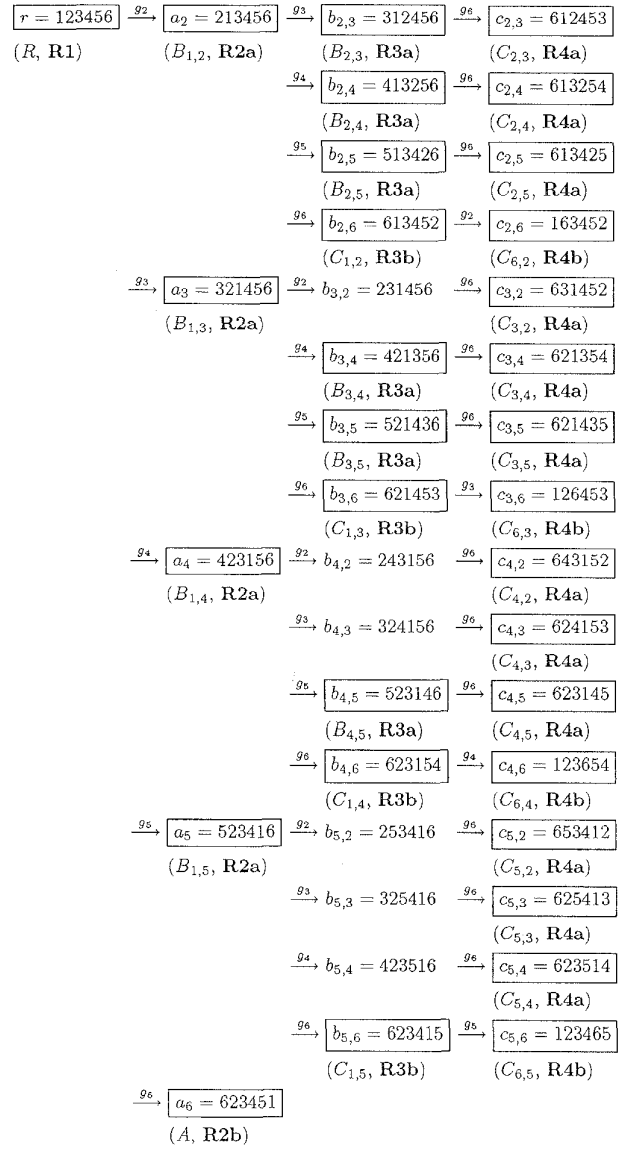 r = 123456 g2→ a2 = 213456 g3→ b2,3 = 312456 g6→ c2,3 = 612453
(R, R1) (B1,2, R2a) (B2,3, R3a) (C2,3, R4a)
g4→ b2,4 = 413256 g6→ c2,4 = 613254
(B2,4, R3a) (C2,4, R4a)
g5→ b2,5 = 513426 g6→ c2,5 = 613425
(B2,5, R3a) (C2,5, R4a)
g6→ b2,6 = 613452 g2→ c2,6 = 163452
(C1,2, R3b) (C6,2, R4b)
g3→ a3 = 321456 g2→ b3,2 = 231456 g6→ c3,2 = 631452
(B1,3, R2a) (C3,2, R4a)
g4→ b3,4 = 421356 g6→ c3,4 = 621354
(B3,4, R3a) (C3,4, R4a)
g5→ b3,5 = 521436 g6→ c3,5 = 621435
(B3,5, R3a) (C3,5, R4a)
g6→ b3,6 = 621453 g3→ c3,6 = 126453
(C1,3, R3b) (C6,3, R4b)
g4→ a4 = 423156 g2→ b4,2 = 243156 g6→ c4,2 = 643152
(B1,4, R2a) (C4,2, R4a)
g3→ b4,3 = 324156 g6→ c4,3 = 624153
(C4,3, R4a)
g5→ b4,5 = 523146 g6→ c4,5 = 623145
(B4,5, R3a) (C4,5, R4a)
g6→ b4,6 = 623154 g4→ c4,6 = 123654
(C1,4, R3b) (C6,4, R4b)
g5→ a5 = 523416 g2→ b5,2 = 253416 g6→ c5,2 = 653412
(B1,5, R2a) (C5,2, R4a)
g3→ b5,3 = 325416 g6→ c5,3 = 625413
(C5,3, R4a)
g4→ b5,4 = 423516 g6→ c5,4 = 623514
(C5,4, R4a)
g6→ b5,6 = 623415 g5→ c5,6 = 123465
(C1,5, R3b) (C6,5, R4b)
g6→ a6 = 623451
(A, R2b)